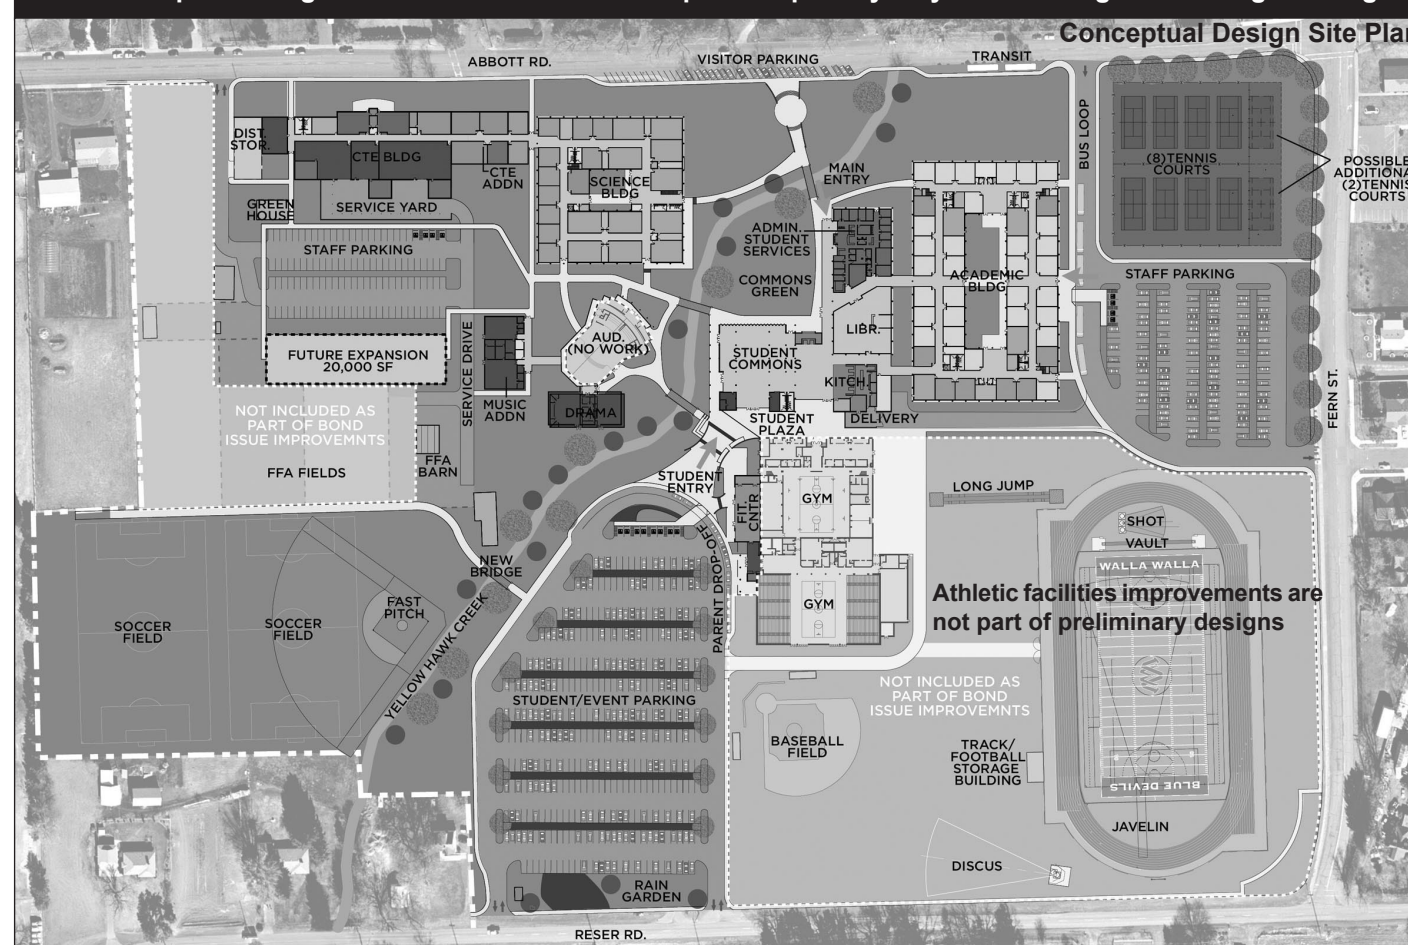 Conceptual Design Site Plan
ABBOTT RD.
VISITOR PARKING
TRANSIT
BUS LOOP
DIST.
STOR.
CTE BLDG
CTE
ADDN
SCIENCE
BLDG
MAIN
ENTRY
(8)TENNIS
COURTS
POSSIBLE
ADDITIONAL
(2)TENNIS
COURTS
GREEN
HOUSE
SERVICE YARD
ADMIN.
STUDENT
SERVICES
STAFF PARKING
COMMONS
GREEN
ACADEMIC
BLDG
STAFF PARKING
LIBR.
AUD.
(NO WORK)
STUDENT
COMMONS
FUTURE EXPANSION
20,000 SF
SERVICE DRIVE
KITCH.
FERN ST.
MUSIC
ADDN
DRAMA
STUDENT
PLAZA
DELIVERY
NOT INCLUDED AS
PART OF BOND
ISSUE IMPROVEMNTS
FFA FIELDS
FFA
BARN
STUDENT
ENTRY
FIT.
CNTR
GYM
LONG JUMP
SHOT
VAULT
WALLA WALLA
NEW
BRIDGE
PARENT DROP-OFF
GYM
Athletic facilities improvements are
not part of preliminary designs
SOCCER
FIELD
SOCCER
FIELD
FAST
PITCH
YELLOW HAWK CREEK
STUDENT/EVENT PARKING
NOT INCLUDED AS
PART OF BOND
ISSUE IMPROVEMNTS
W
BASEBALL
FIELD
TRACK/
FOOTBALL
STORAGE
BUILDING
BLUE DEVILS
JAVELIN
DISCUS
RAIN
GARDEN
RESER RD.